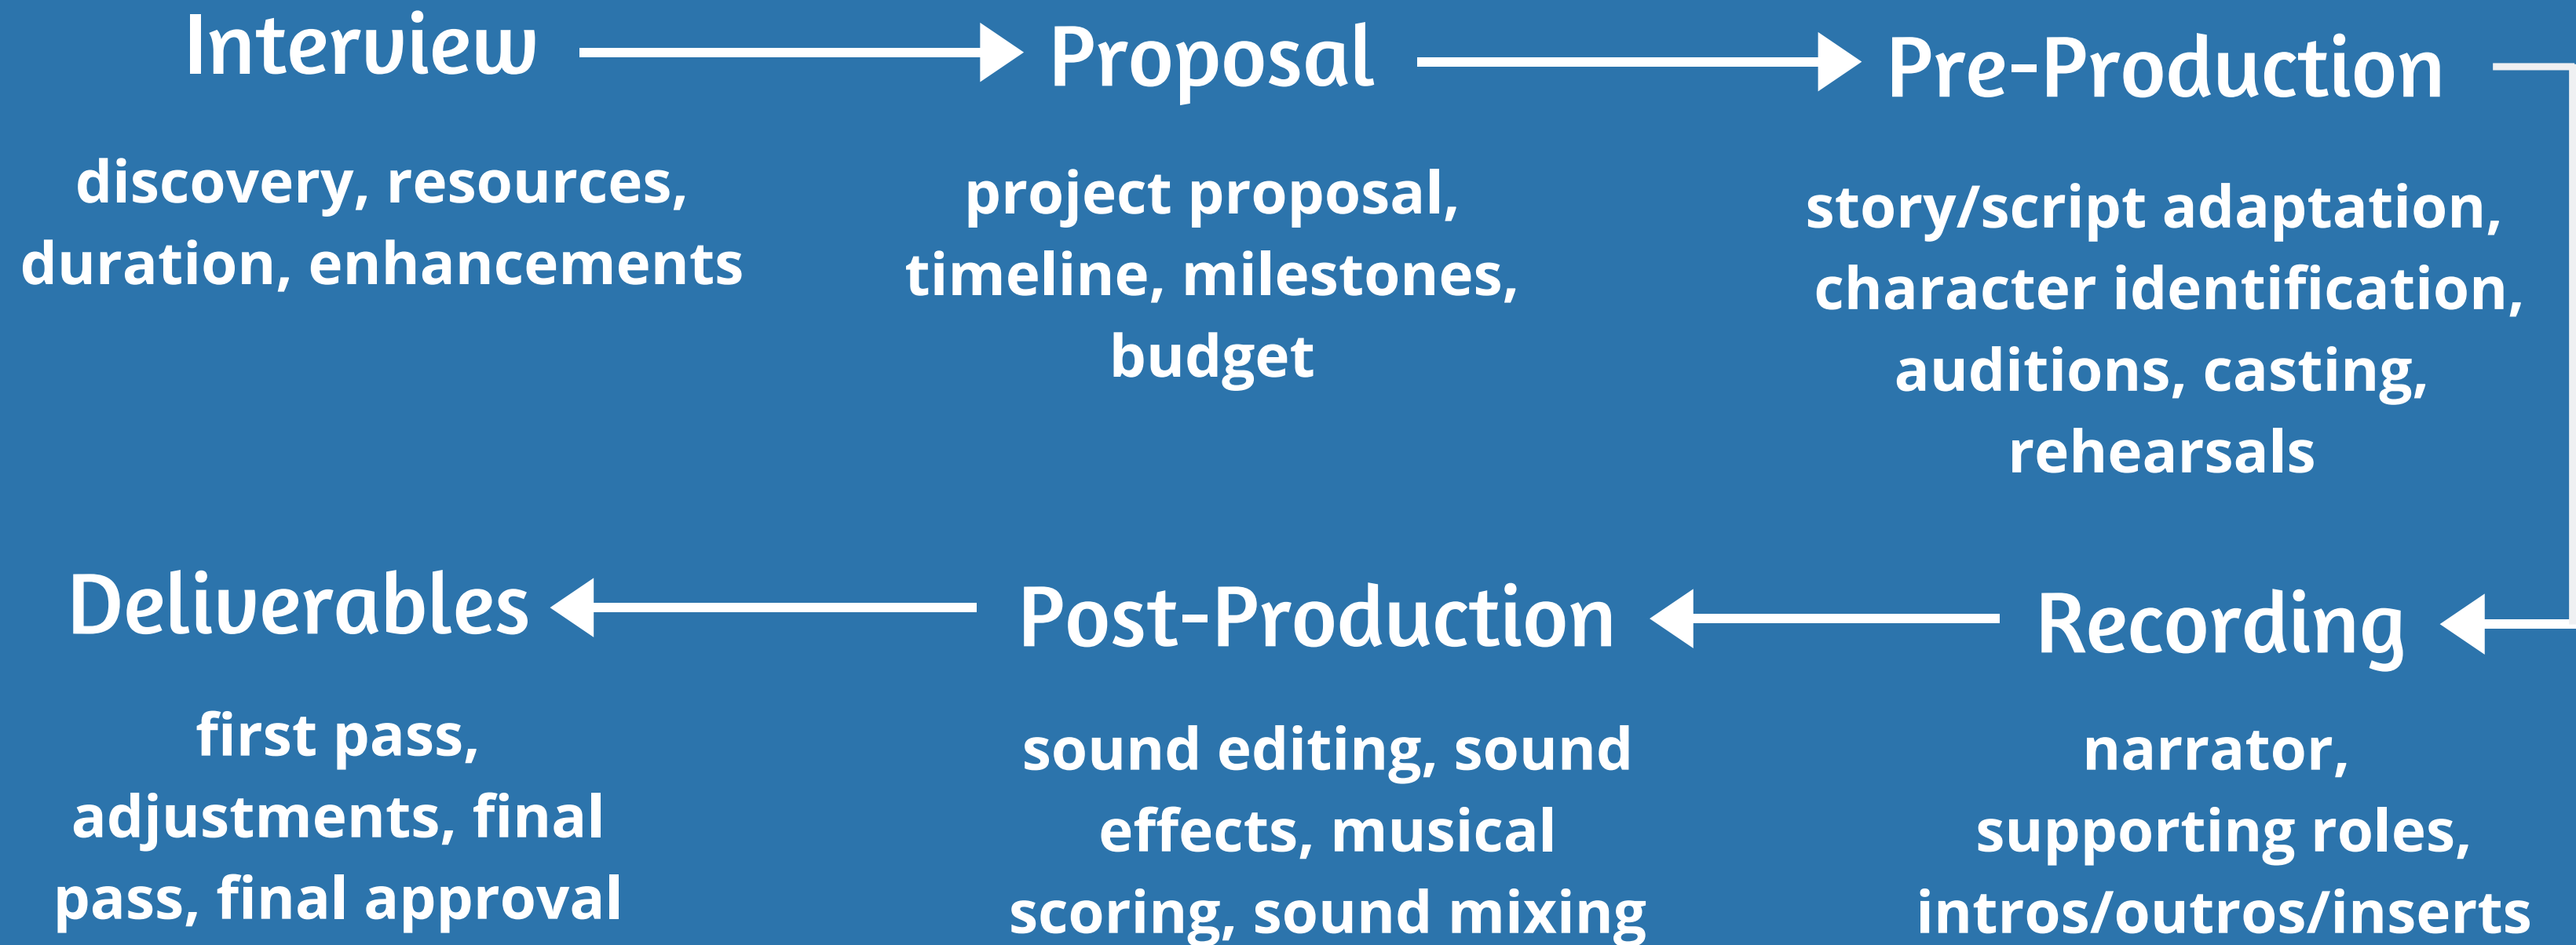 Interview
Proposal
Pre-Production
discovery, resources,
duration, enhancements
project proposal,
timeline, milestones,
budget
story/script adaptation,
character identification,
auditions, casting,
rehearsals
Recording
narrator,
supporting roles,
intros/outros/inserts
Post-Production
sound editing, sound
effects, musical
scoring, sound mixing
Deliverables
first pass,
adjustments, final
pass, final approval